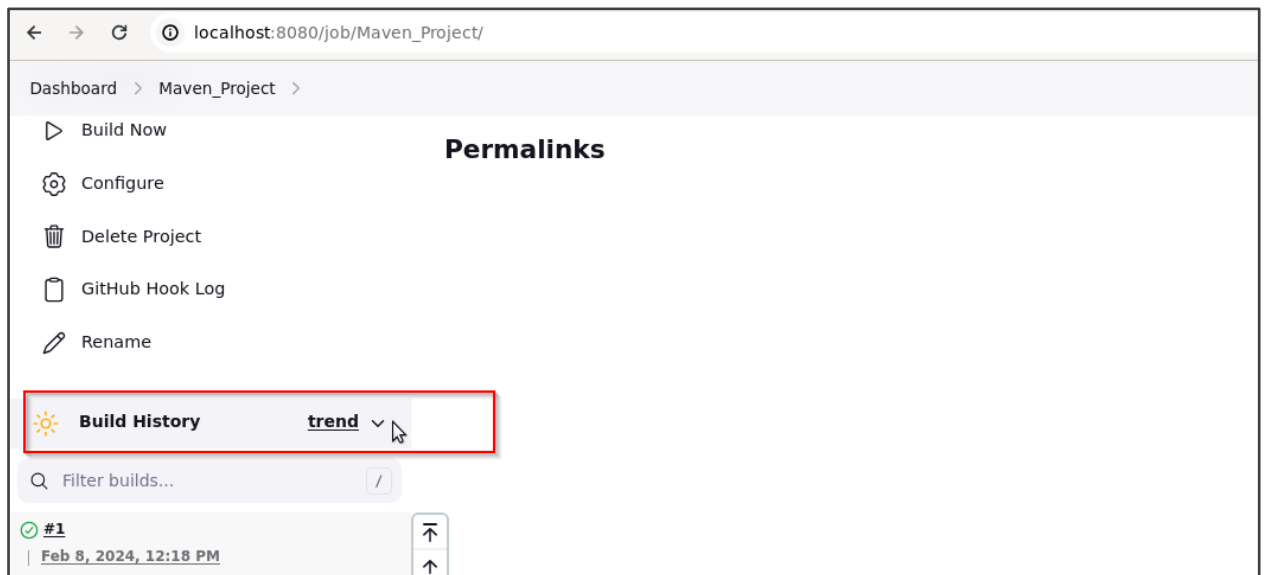 localhost:8080/job/Maven_Project/
Dashboard > Maven_Project >
Build Now
Permalinks
Configure
Delete Project
GitHub Hook Log
Rename
Build History trend
Filter builds... /
#1
Feb 8, 2024, 12:18 PM